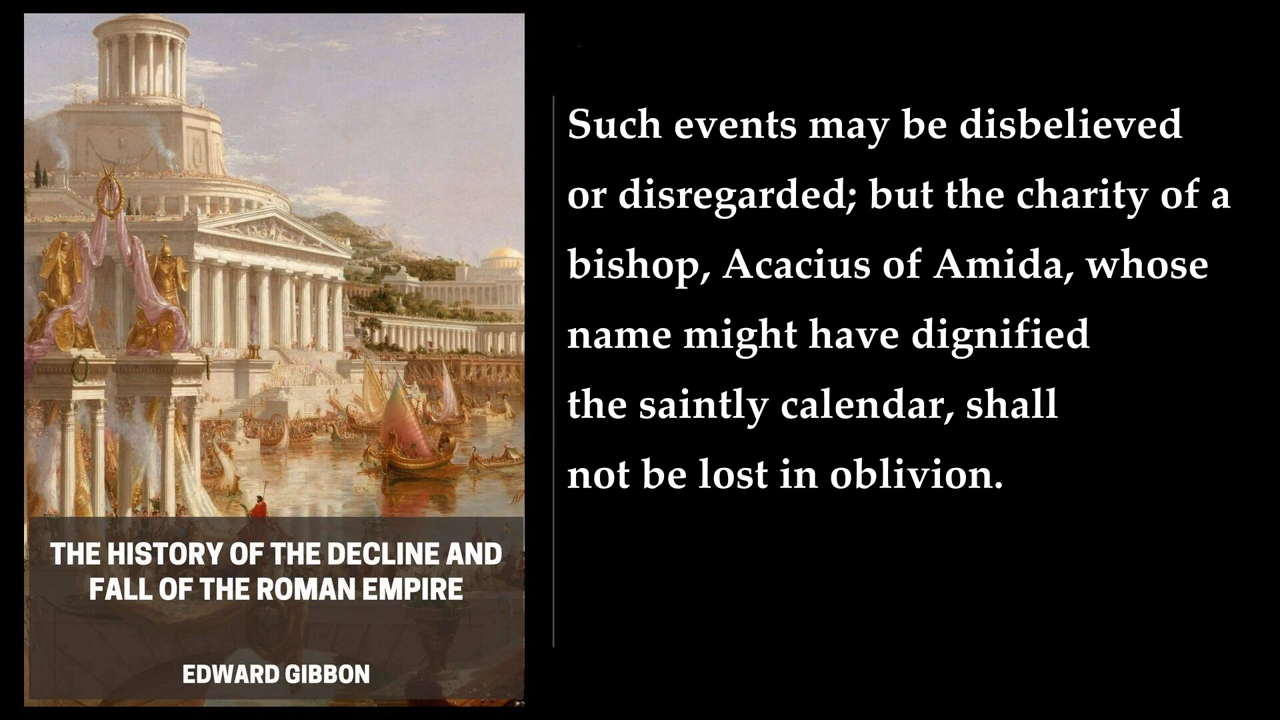 THE HISTORY OF THE DECLINE AND
FALL OF THE ROMAN EMPIRE
EDWARD GIBBON
Such events may be disbelieved
or disregarded; but the charity of a
bishop, Acacius of Amida, whose
name might have dignified
the saintly calendar, shall
not be lost in oblivion.